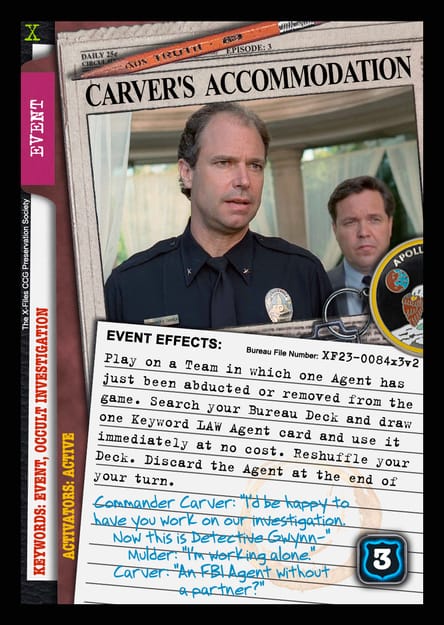 X
DAILY 25¢
TRUTH
EPISODE: 3
CARVER'S ACCOMMODATION
EVENT
The X-Files CCG Preservation Society
KEYWORDS: EVENT, OCCULT INVESTIGATION
ACTIVATORS: ACTIVE
APOLL
EVENT EFFECTS:
Bureau File Number: XF23-0084x3v2
Play on a Team in which one Agent has
just been abducted or removed from the
game. Search your Bureau Deck and draw
one Keyword LAW Agent card and use it
immediately at no cost. Reshuffle your
Deck. Discard the Agent at the end of
your turn.
Commander Carver: "I'd be happy to
have you work on our investigation.
Now this is Detective Gwynn-"
Mulder: "I'm working alone."
Carver: "An FBI Agent without
a partner?"
3